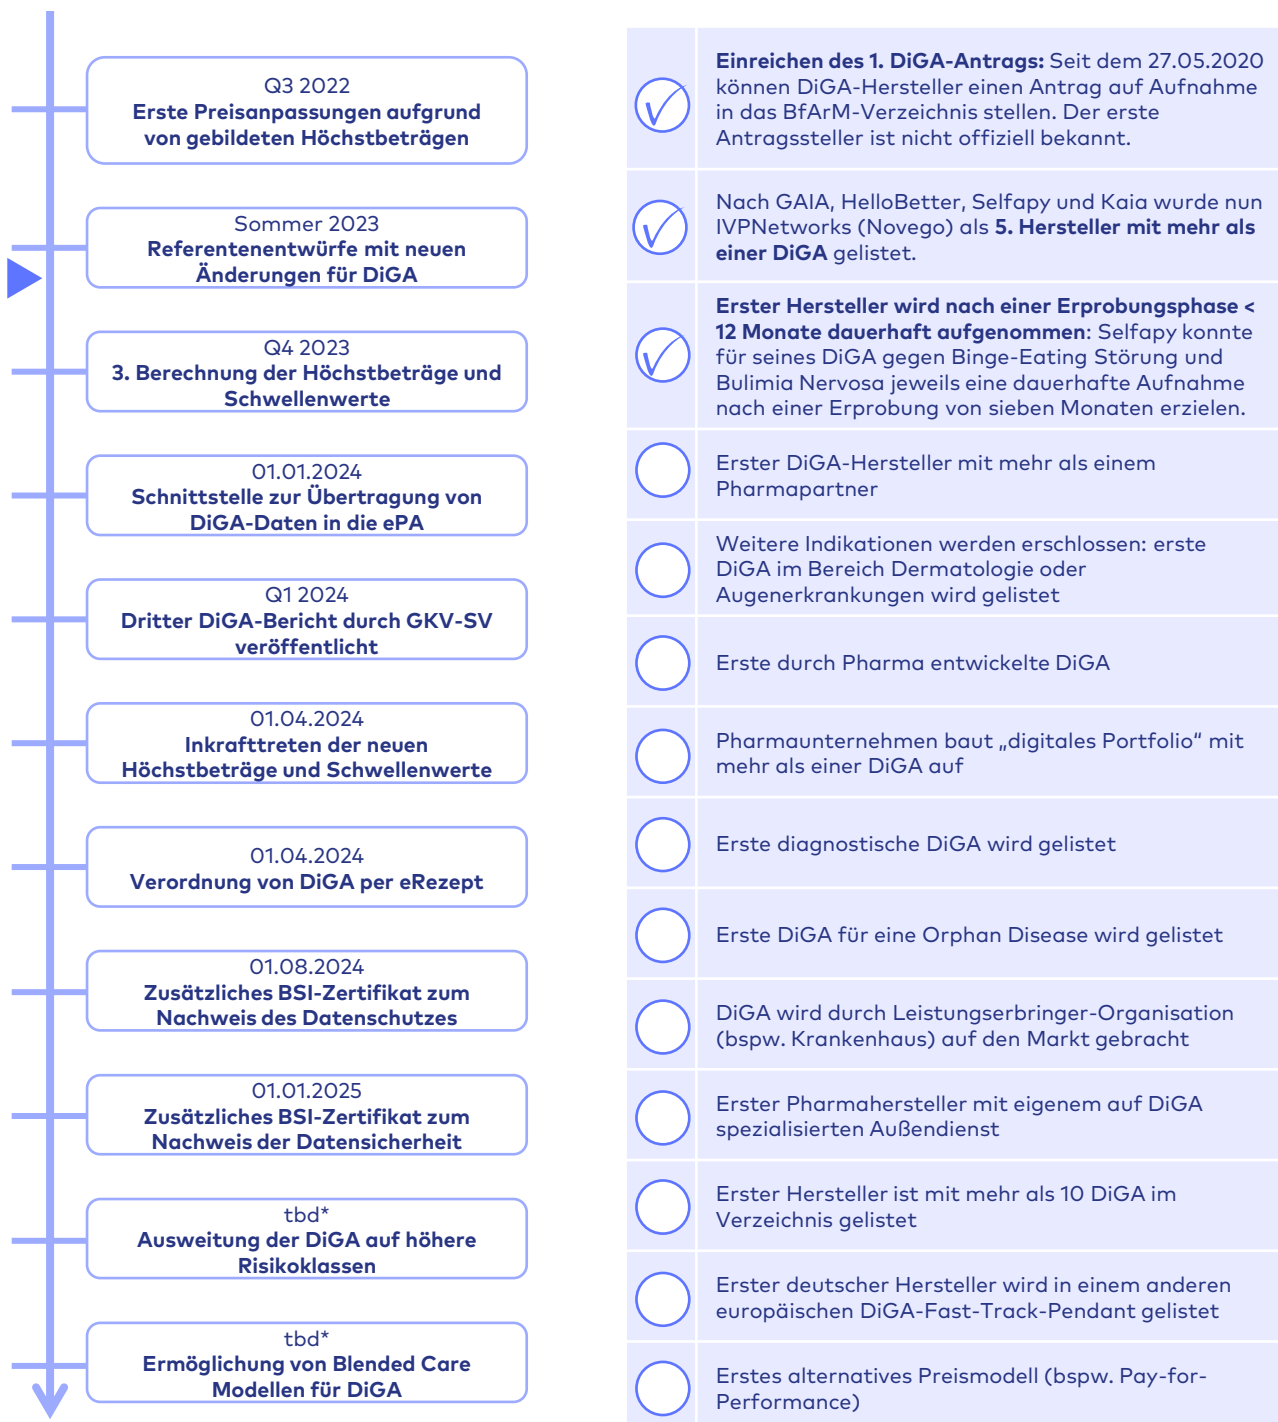 Q3 2022
Erste Preisanpassungen aufgrund
von gebildeten Höchstbeträgen
Sommer 2023
Referentenentwürfe mit neuen
Änderungen für DiGA
Q4 2023
3. Berechnung der Höchstbeträge und
Schwellenwerte
01.01.2024
Schnittstelle zur Übertragung von
DiGA-Daten in die ePA
Q1 2024
Dritter DiGA-Bericht durch GKV-SV
veröffentlicht
01.04.2024
Inkrafttreten der neuen
Höchstbeträge und Schwellenwerte
01.04.2024
Verordnung von DiGA per eRezept
01.08.2024
Zusätzliches BSI-Zertifikat zum
Nachweis des Datenschutzes
01.01.2025
Zusätzliches BSI-Zertifikat zum
Nachweis der Datensicherheit
tbd*
Ausweitung der DiGA auf höhere
Risikoklassen
tbd*
Ermöglichung von Blended Care
Modellen für DiGA
Einreichen des 1. DiGA-Antrags: Seit dem 27.05.2020
können DiGA-Hersteller einen Antrag auf Aufnahme
in das BfArM-Verzeichnis stellen. Der erste
Antragssteller ist nicht offiziell bekannt.
Nach GAIA, HelloBetter, Selfapy und Kaia wurde nun
IVPNetworks (Novego) als 5. Hersteller mit mehr als
einer DiGA gelistet.
Erster Hersteller wird nach einer Erprobungsphase <
12 Monate dauerhaft aufgenommen: Selfapy konnte
für seines DiGA gegen Binge-Eating Störung und
Bulimia Nervosa jeweils eine dauerhafte Aufnahme
nach einer Erprobung von sieben Monaten erzielen.
Erster DiGA-Hersteller mit mehr als einem
Pharmapartner
Weitere Indikationen werden erschlossen: erste
DiGA im Bereich Dermatologie oder
Augenerkrankungen wird gelistet
Erste durch Pharma entwickelte DiGA
Pharmaunternehmen baut „digitales Portfolio“ mit
mehr als einer DiGA auf
Erste diagnostische DiGA wird gelistet
Erste DiGA für eine Orphan Disease wird gelistet
DiGA wird durch Leistungserbringer-Organisation
(bspw. Krankenhaus) auf den Markt gebracht
Erster Pharmahersteller mit eigenem auf DiGA
spezialisierten Außendienst
Erster Hersteller ist mit mehr als 10 DiGA im
Verzeichnis gelistet
Erster deutscher Hersteller wird in einem anderen
europäischen DiGA-Fast-Track-Pendant gelistet
Erstes alternatives Preismodell (bspw. Pay-for-
Performance)